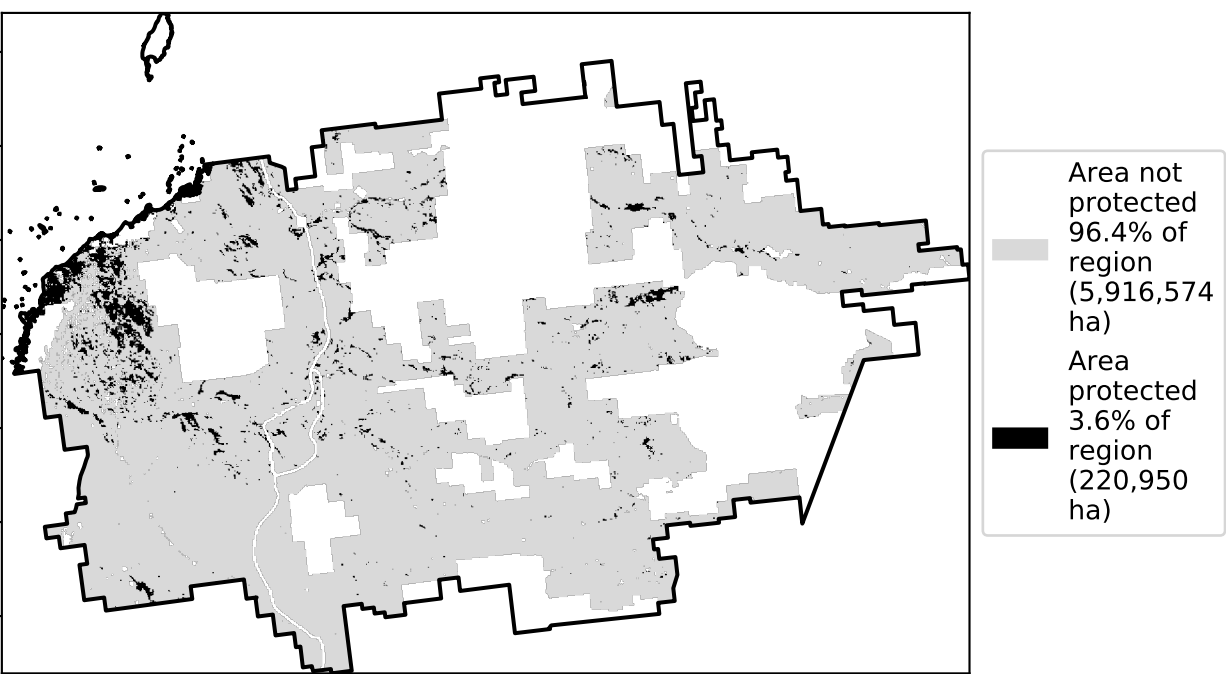 Area not
protected
96.4% of
region
(5,916,574
ha)
Area
protected
3.6% of
region
(220,950
ha)